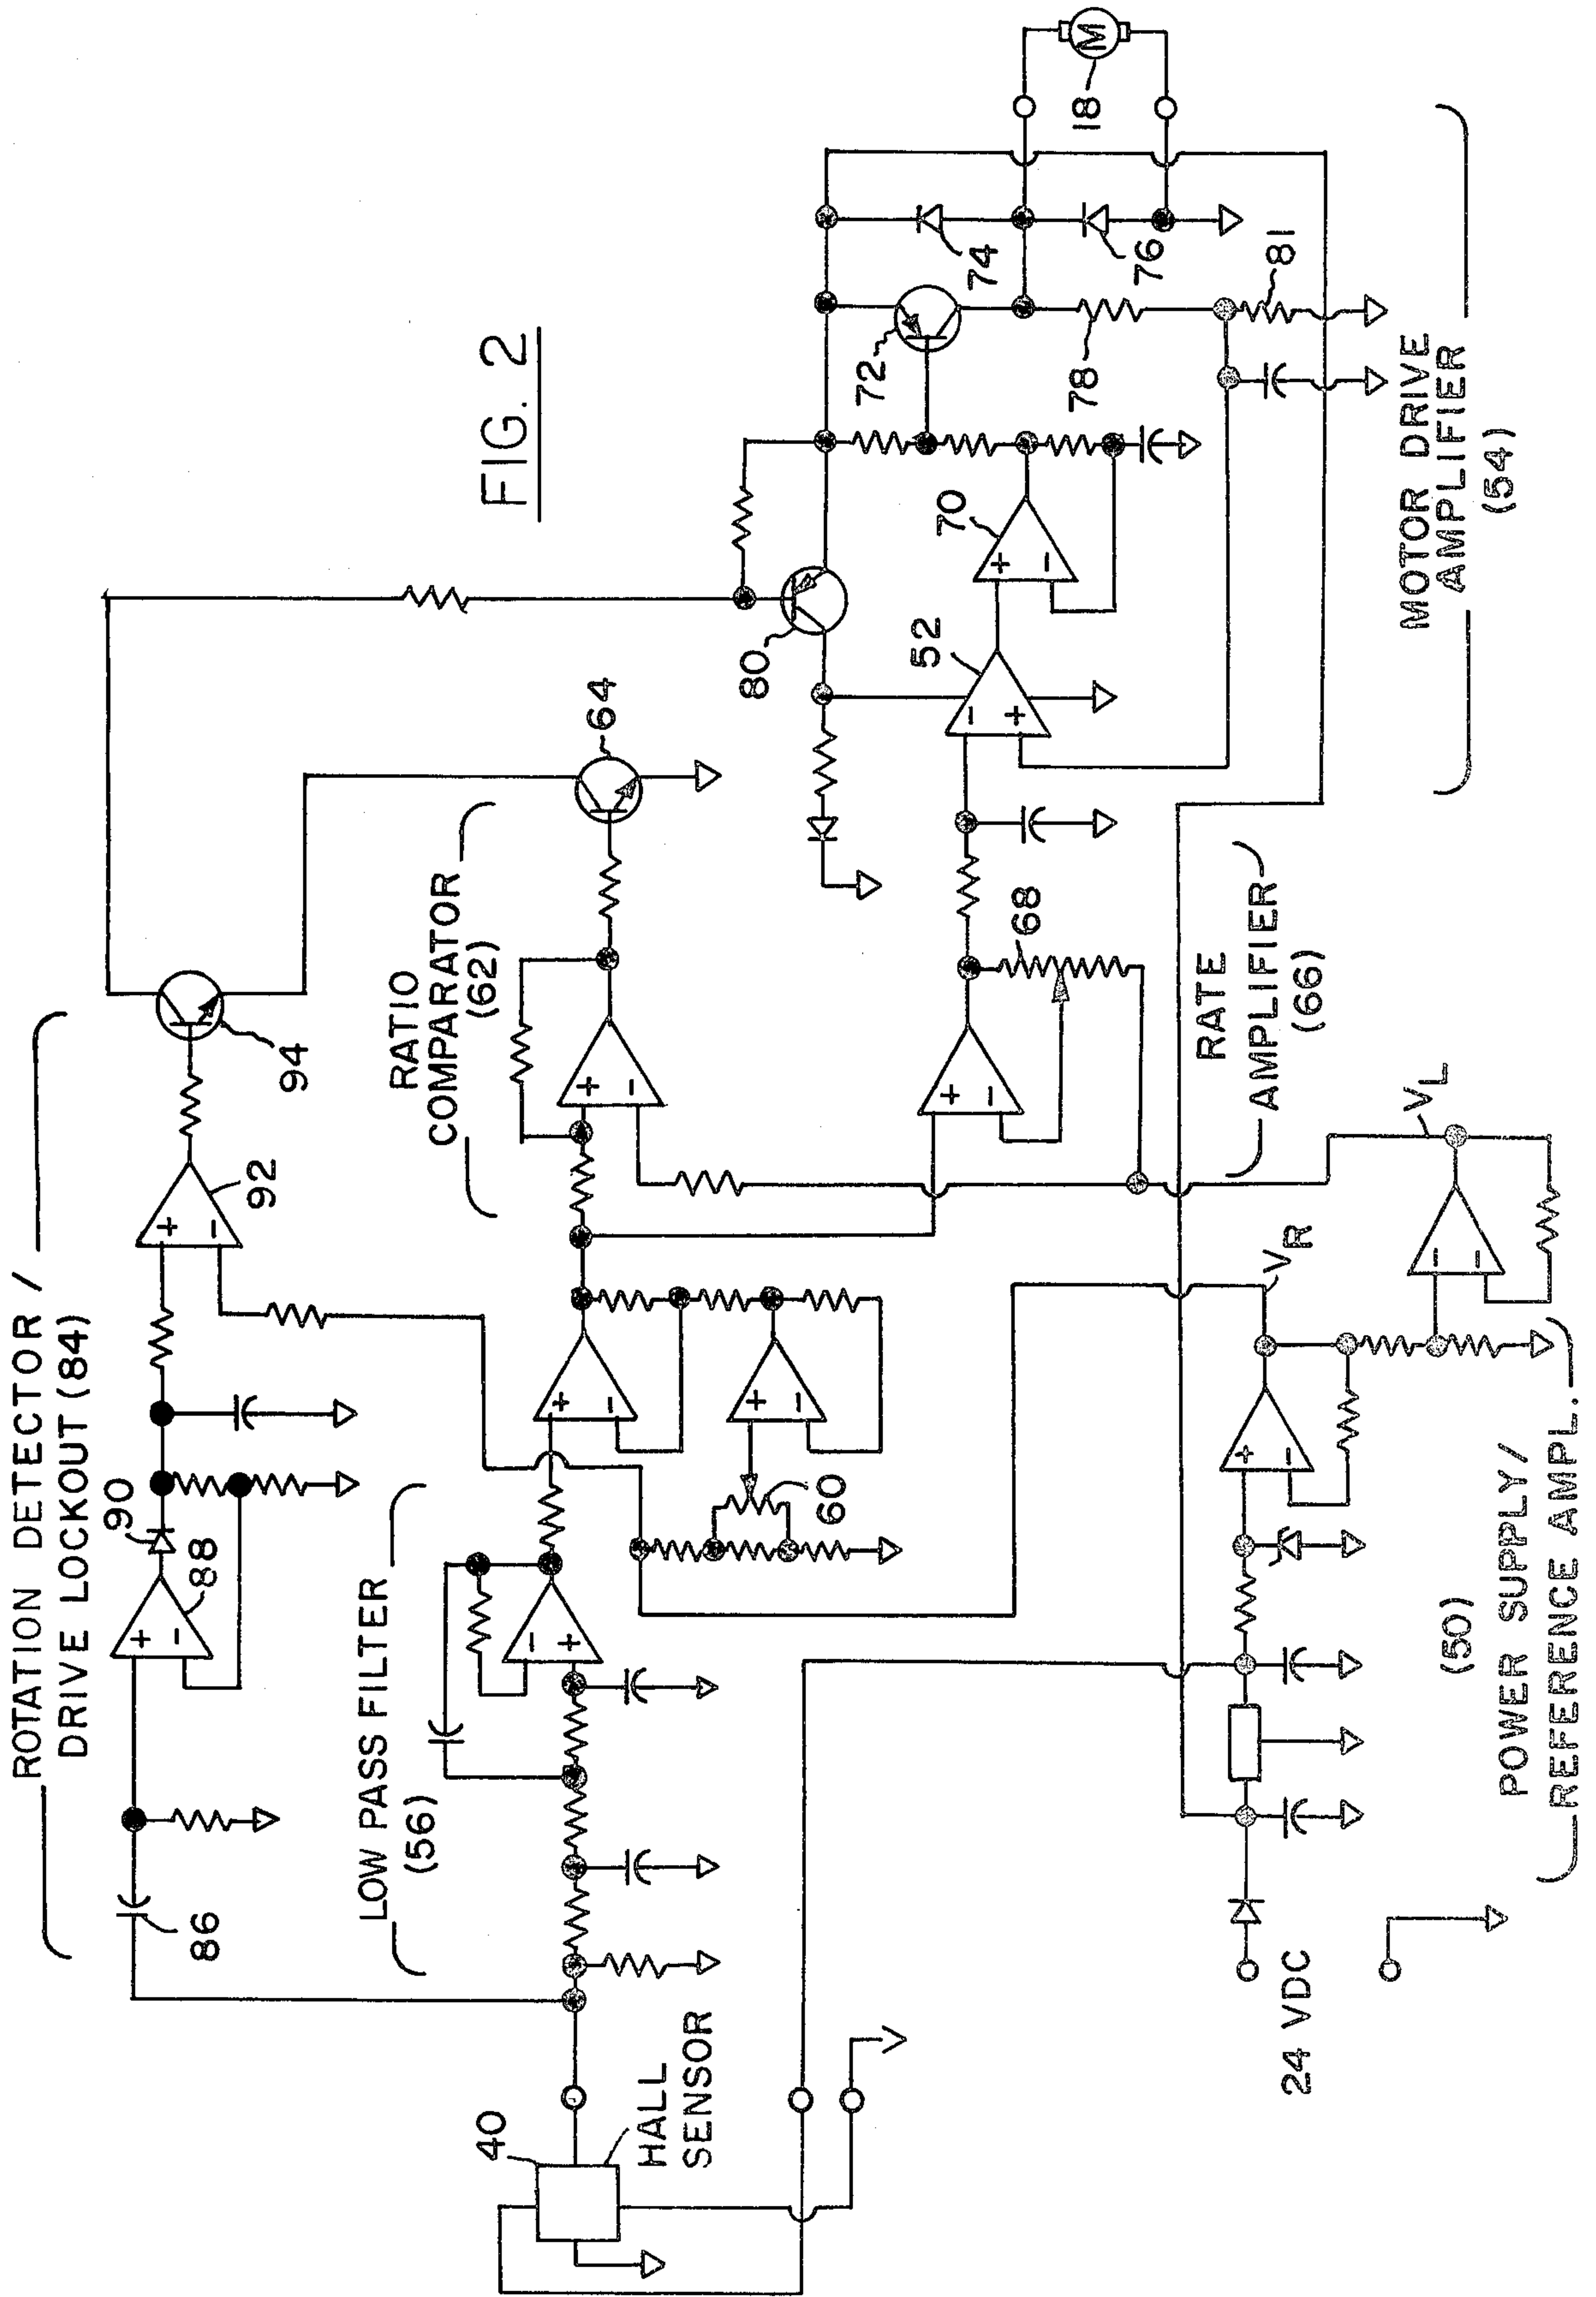 FIG. 2
ROTATION DETECTOR /
DRIVE LOCKOUT (84)
86
88
90
92
94
LOW PASS FILTER
(56)
RATIO
COMPARATOR
(62)
64
80
40
HALL
SENSOR
60
52
70
72
74
76
78
81
18
M
68
RATE
AMPLIFIER
(66)
MOTOR DRIVE
AMPLIFIER
(54)
24 VDC
VR
VL
(50)
POWER SUPPLY/
REFERENCE AMPL.
+
−
+
−
−
+
+
−
+
−
+
−
+
−
−
+
+
−
+
−
−
−